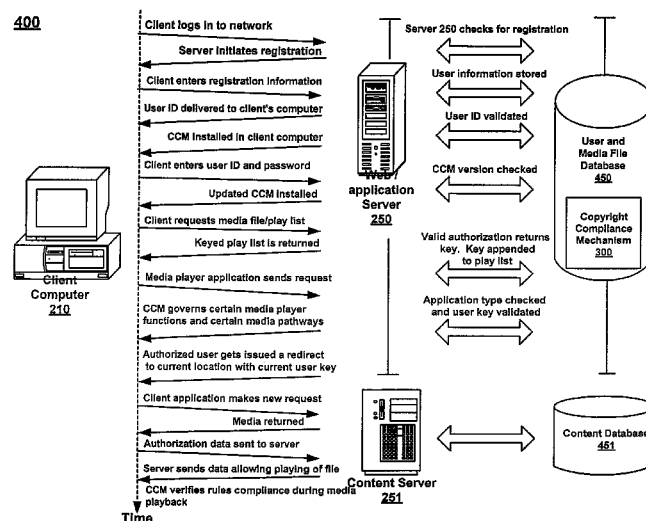 400
Client logs in to network
Server initiates registration
Client enters registration information
User ID delivered to client's computer
CCM installed in client computer
Client enters user ID and password
Updated CCM installed
Client requests media file/play list
Keyed play list is returned
Media player application sends request
CCM governs certain media player
functions and certain media pathways
Authorized user gets issued a redirect
to current location with current user key
Client application makes new request
Media returned
Authorization data sent to server
Server sends data allowing playing of file
CCM verifies rules compliance during media
playback
Time
Client
Computer
210
Web /
application
Server
250
Content Server
251
Server 250 checks for registration
User information stored
User ID validated
CCM version checked
Valid authorization returns
key, Key appended
to play list
Application type checked
and user key validated
User and
Media File
Database
450
Copyright
Compliance
Mechanism
300
Content Database
451